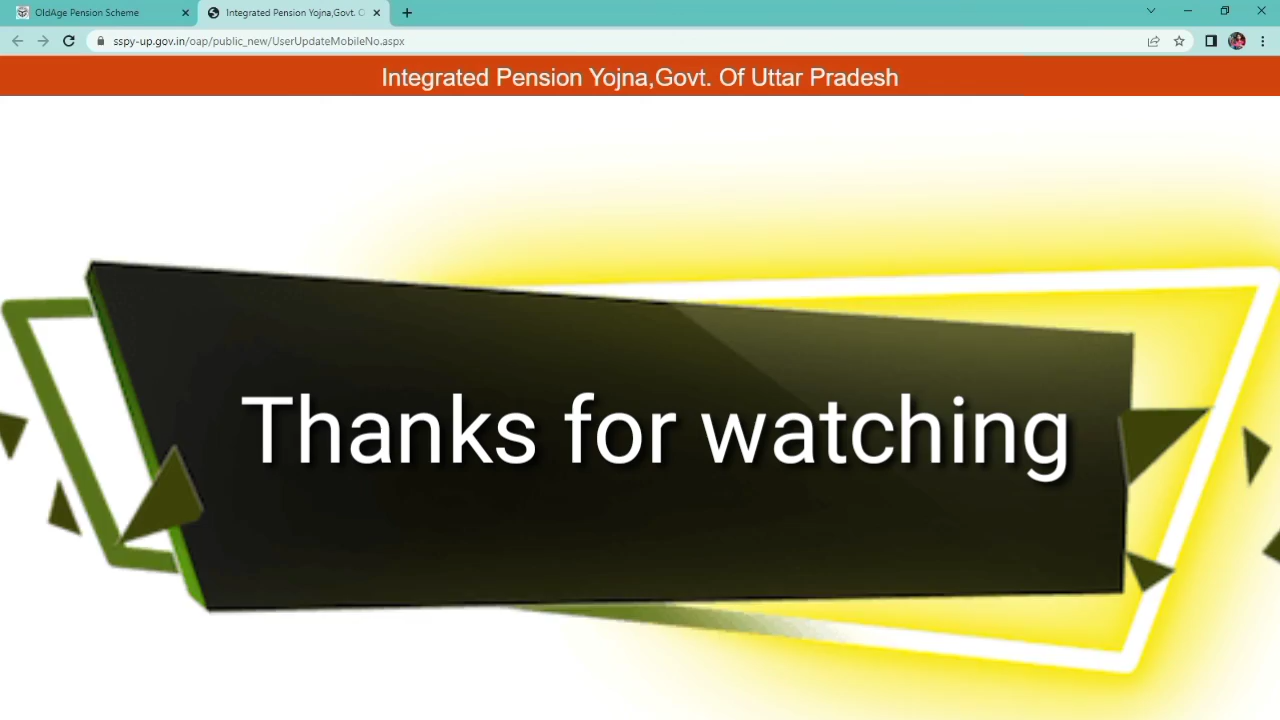 OldAge Pension Scheme
Integrated Pension Yojna,Govt. O
sspy-up.gov.in/oap/public_new/UserUpdateMobileNo.aspx
Integrated Pension Yojna,Govt. Of Uttar Pradesh
Thanks for watching